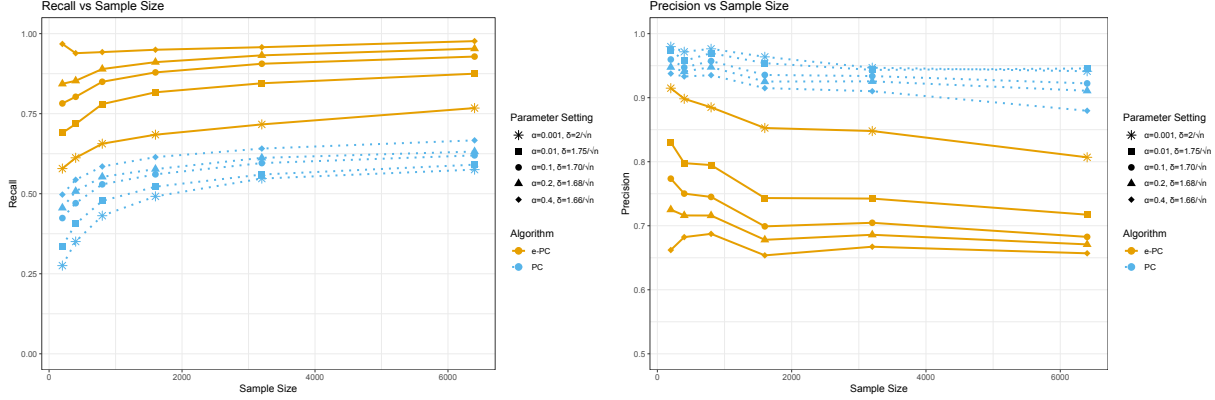 Recall vs Sample Size
1.00
0.75
0.50
0.25
0.00
Recall
0
2000
4000
6000
Sample Size
Parameter Setting
α=0.001, δ=2/√n
α=0.01, δ=1.75/√n
α=0.1, δ=1.70/√n
α=0.2, δ=1.68/√n
α=0.4, δ=1.66/√n
Algorithm
e-PC
PC
Precision vs Sample Size
1.0
0.9
0.8
0.7
0.6
0.5
Precision
0
2000
4000
6000
Sample Size
Parameter Setting
α=0.001, δ=2/√n
α=0.01, δ=1.75/√n
α=0.1, δ=1.70/√n
α=0.2, δ=1.68/√n
α=0.4, δ=1.66/√n
Algorithm
e-PC
PC